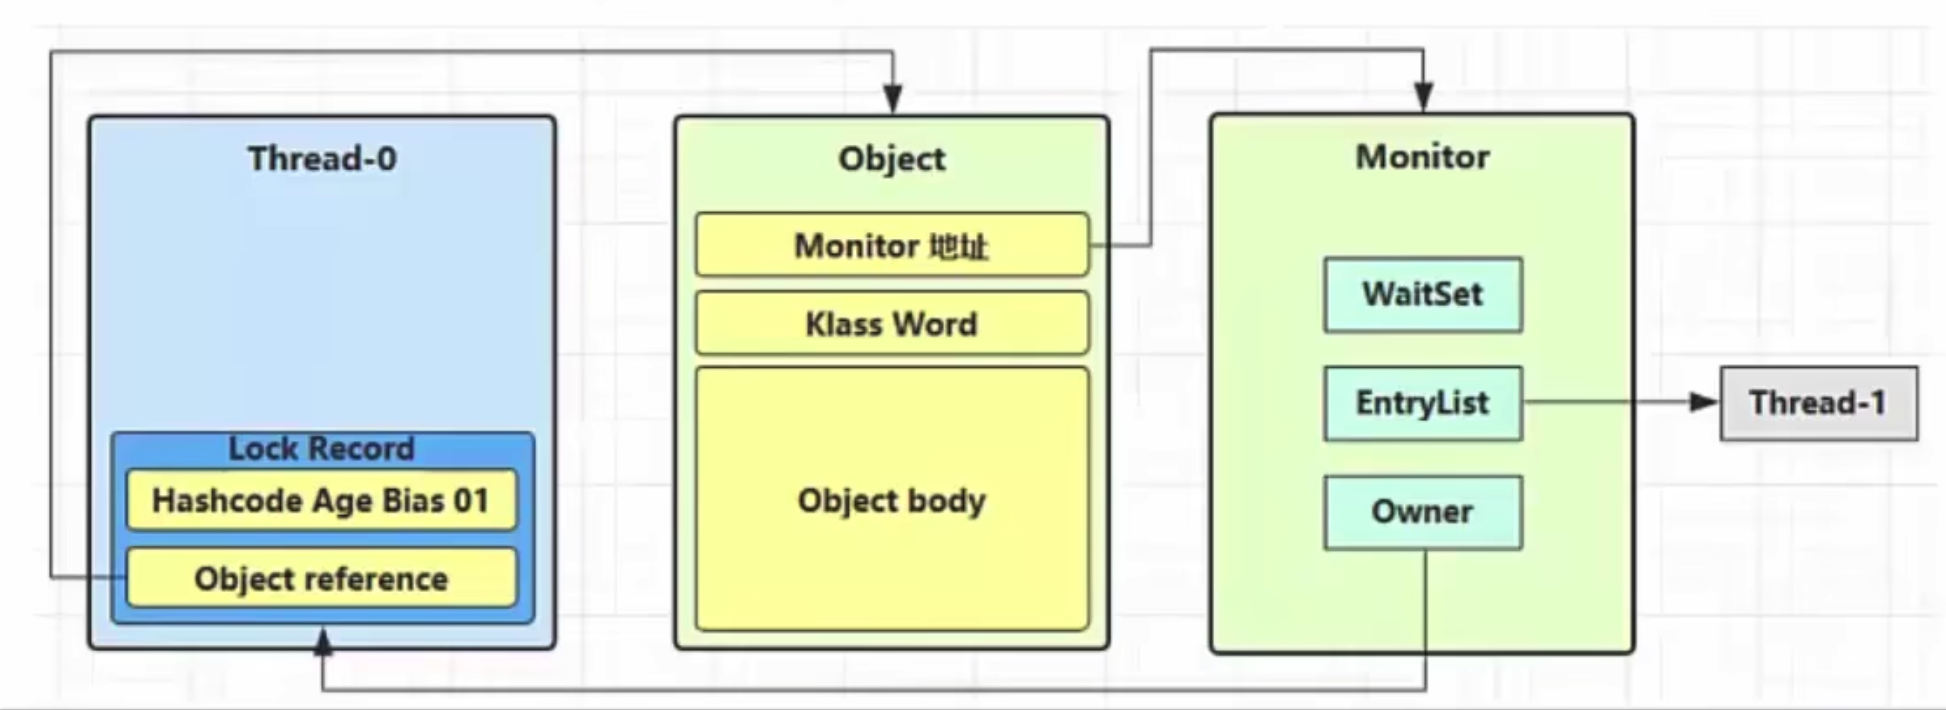 Thread-0
Lock Record
Hashcode Age Bias 01
Object reference
Object
Monitor 地址
Klass Word
Object body
Monitor
WaitSet
EntryList
Owner
Thread-1